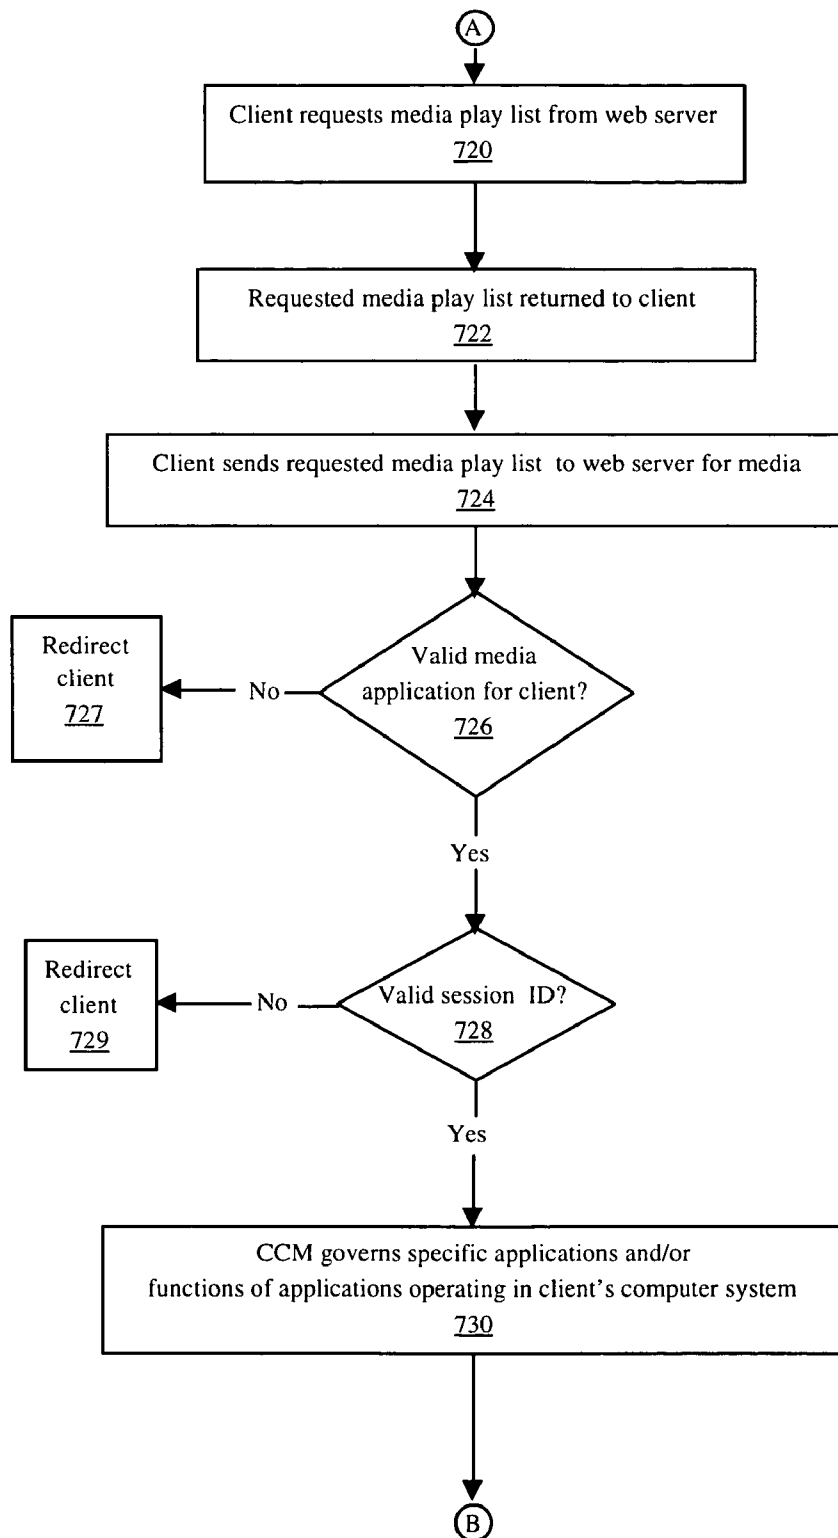 A
Client requests media play list from web server
720
Requested media play list returned to client
722
Client sends requested media play list to web server for media
724
Valid media
application for client?
726
No
Redirect
client
727
Yes
Valid session ID?
728
No
Redirect
client
729
Yes
CCM governs specific applications and/or
functions of applications operating in client's computer system
730
B